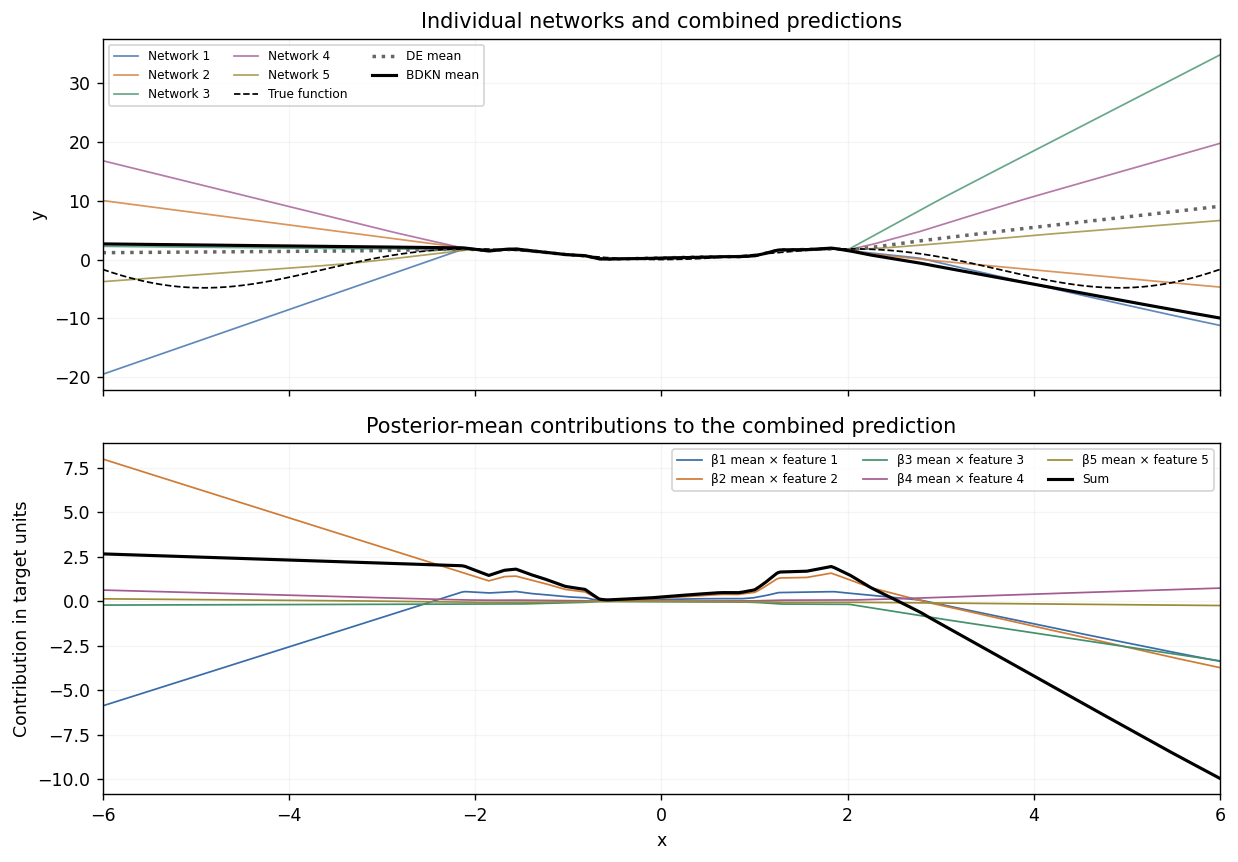 Individual networks and combined predictions
Network 1 Network 4 DE mean
Network 2 Network 5 BDKN mean
Network 3 True function
30
20
10
0
−10
−20
y
Posterior-mean contributions to the combined prediction
β1 mean × feature 1 β3 mean × feature 3 β5 mean × feature 5
β2 mean × feature 2 β4 mean × feature 4 Sum
7.5
5.0
2.5
0.0
−2.5
−5.0
−7.5
−10.0
Contribution in target units
−6 −4 −2 0 2 4 6
x